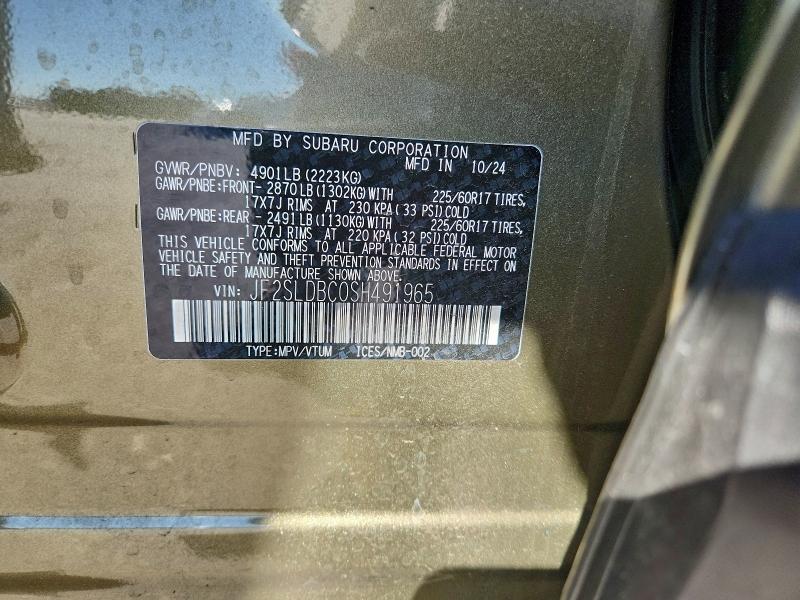 MFD BY SUBARU CORPORATION
GVWR/PNBV: 4901LB (2223KG) MFD IN 10/24
GAWR/PNBE:FRONT- 2870LB (1302KG) WITH 225/60R17 TIRES,
17X7J RIMS AT 230 KPA (33 PSI) COLD
GAWR/PNBE:REAR - 2491LB (1130KG) WITH 225/60R17 TIRES,
17X7J RIMS AT 220 KPA (32 PSI) COLD
THIS VEHICLE CONFORMS TO ALL APPLICABLE FEDERAL MOTOR
VEHICLE SAFETY AND THEFT PREVENTION STANDARDS IN EFFECT ON
THE DATE OF MANUFACTURE SHOWN ABOVE.
VIN: JF2SLDBC0SH491965
TYPE:MPV/VTUM ICES/NMB-002